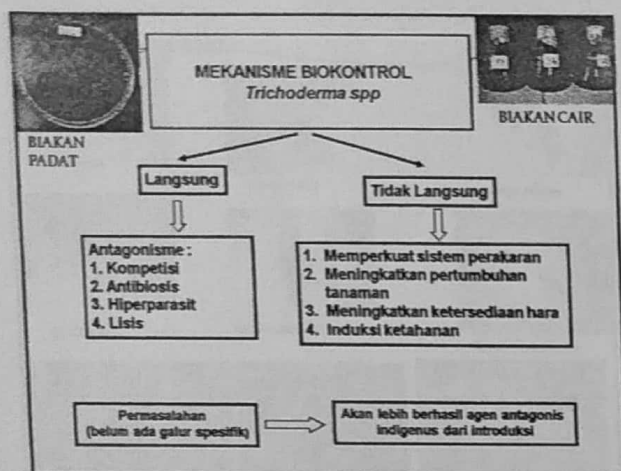 MEKANISME BIOKONTROL
Trichoderma spp
BIAKAN
PADAT
BIAKAN CAIR
Langsung
Tidak Langsung
Antagonisme :
1. Kompetisi
2. Antibiosis
3. Hiperparasit
4. Lisis
1. Memperkuat sistem perakaran
2. Meningkatkan pertumbuhan
tanaman
3. Meningkatkan ketersediaan hara
4. Induksi ketahanan
Permasalahan
(belum ada galur spesifik)
Akan lebih berhasil agen antagonis
indigenus dari introduksi